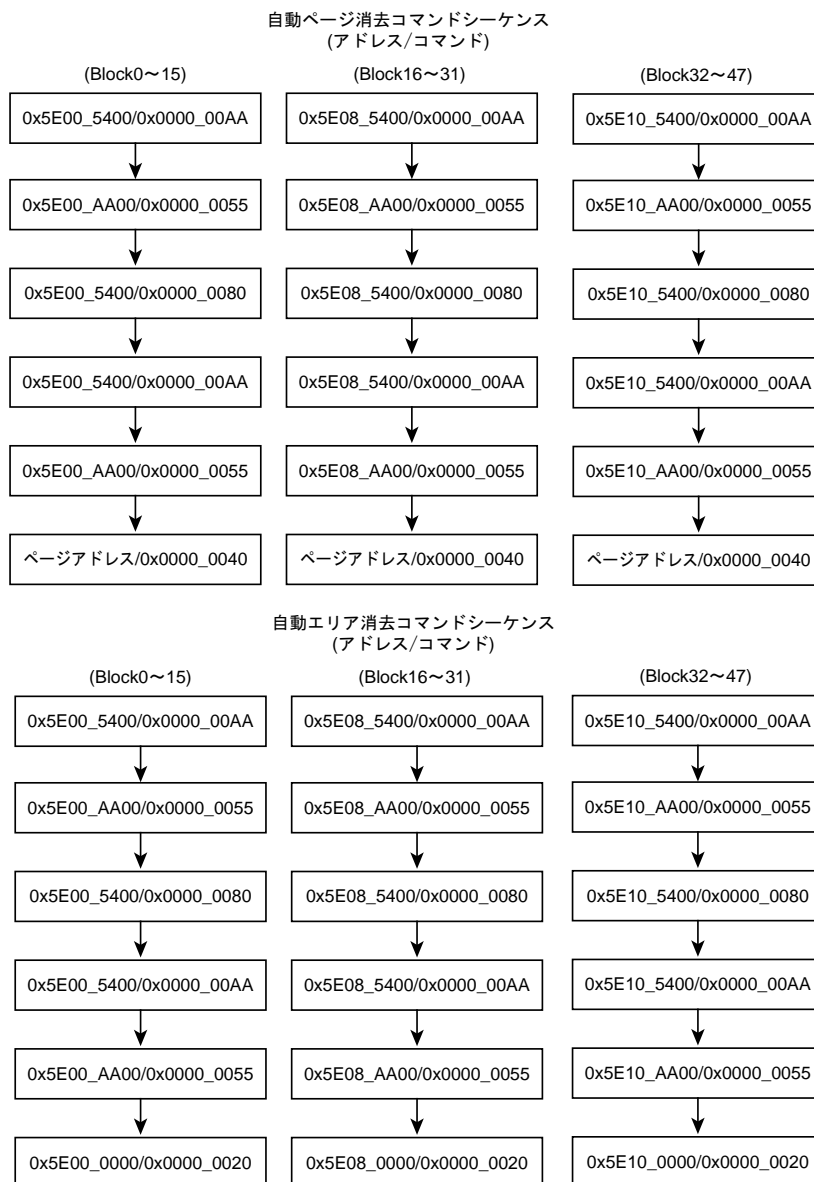 自動ページ消去コマンドシーケンス
(アドレス/コマンド)
(Block0～15)
0x5E00_5400/0x0000_00AA
0x5E00_AA00/0x0000_0055
0x5E00_5400/0x0000_0080
0x5E00_5400/0x0000_00AA
0x5E00_AA00/0x0000_0055
ページアドレス/0x0000_0040
(Block16～31)
0x5E08_5400/0x0000_00AA
0x5E08_AA00/0x0000_0055
0x5E08_5400/0x0000_0080
0x5E08_5400/0x0000_00AA
0x5E08_AA00/0x0000_0055
ページアドレス/0x0000_0040
(Block32～47)
0x5E10_5400/0x0000_00AA
0x5E10_AA00/0x0000_0055
0x5E10_5400/0x0000_0080
0x5E10_5400/0x0000_00AA
0x5E10_AA00/0x0000_0055
ページアドレス/0x0000_0040
自動エリア消去コマンドシーケンス
(アドレス/コマンド)
(Block0～15)
0x5E00_5400/0x0000_00AA
0x5E00_AA00/0x0000_0055
0x5E00_5400/0x0000_0080
0x5E00_5400/0x0000_00AA
0x5E00_AA00/0x0000_0055
0x5E00_0000/0x0000_0020
(Block16～31)
0x5E08_5400/0x0000_00AA
0x5E08_AA00/0x0000_0055
0x5E08_5400/0x0000_0080
0x5E08_5400/0x0000_00AA
0x5E08_AA00/0x0000_0055
0x5E08_0000/0x0000_0020
(Block32～47)
0x5E10_5400/0x0000_00AA
0x5E10_AA00/0x0000_0055
0x5E10_5400/0x0000_0080
0x5E10_5400/0x0000_00AA
0x5E10_AA00/0x0000_0055
0x5E10_0000/0x0000_0020